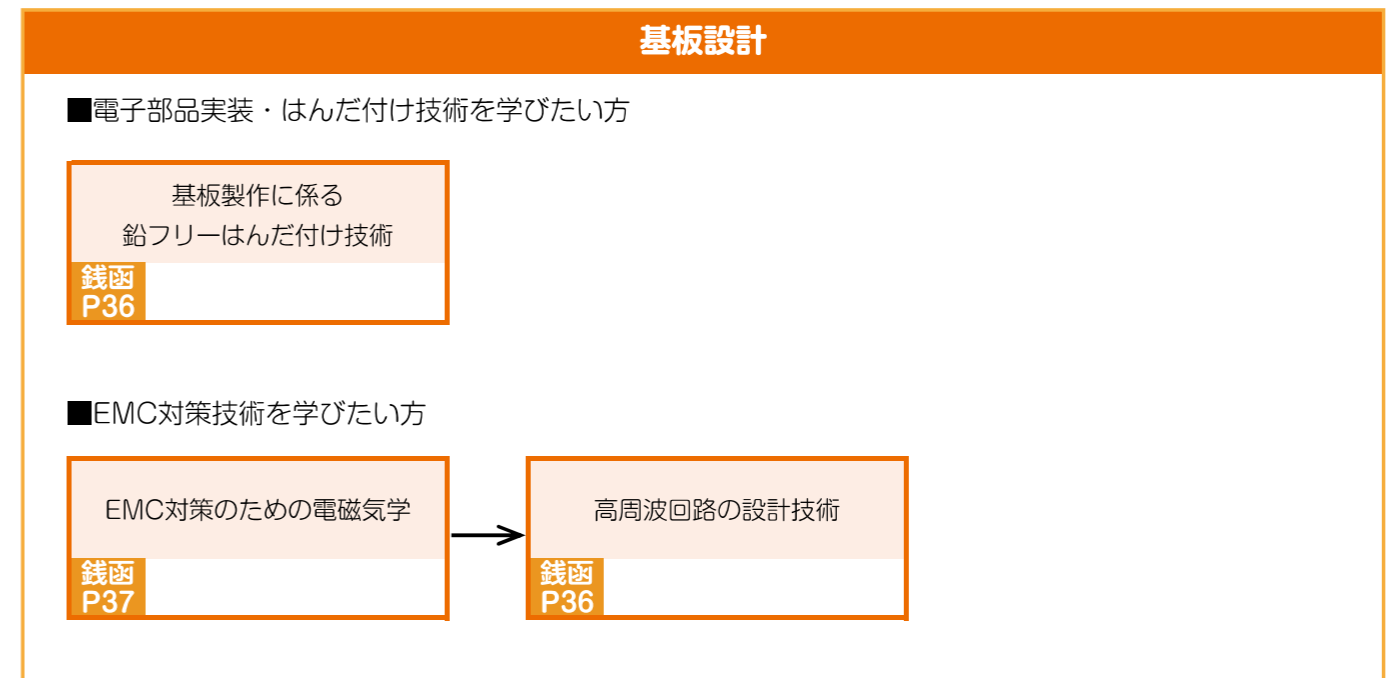 基板設計
■電子部品実装・はんだ付け技術を学びたい方
基板製作に係る
鉛フリーはんだ付け技術
銭函
P36
■EMC対策技術を学びたい方
EMC対策のための電磁気学
銭函
P37
高周波回路の設計技術
銭函
P36